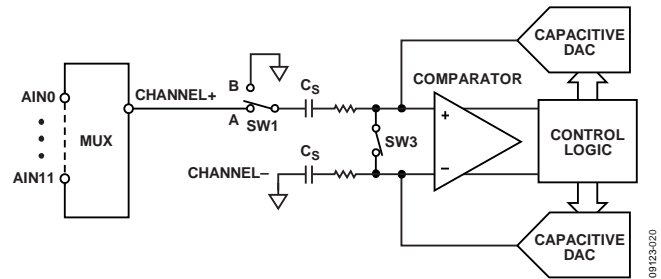 CAPACITIVE
DAC
COMPARATOR
B
CHANNEL+
CS
AIN0
A
SW1
+
MUX
SW3
CONTROL
LOGIC
CS
AIN11
CHANNEL–
–
CAPACITIVE
DAC
09123-020